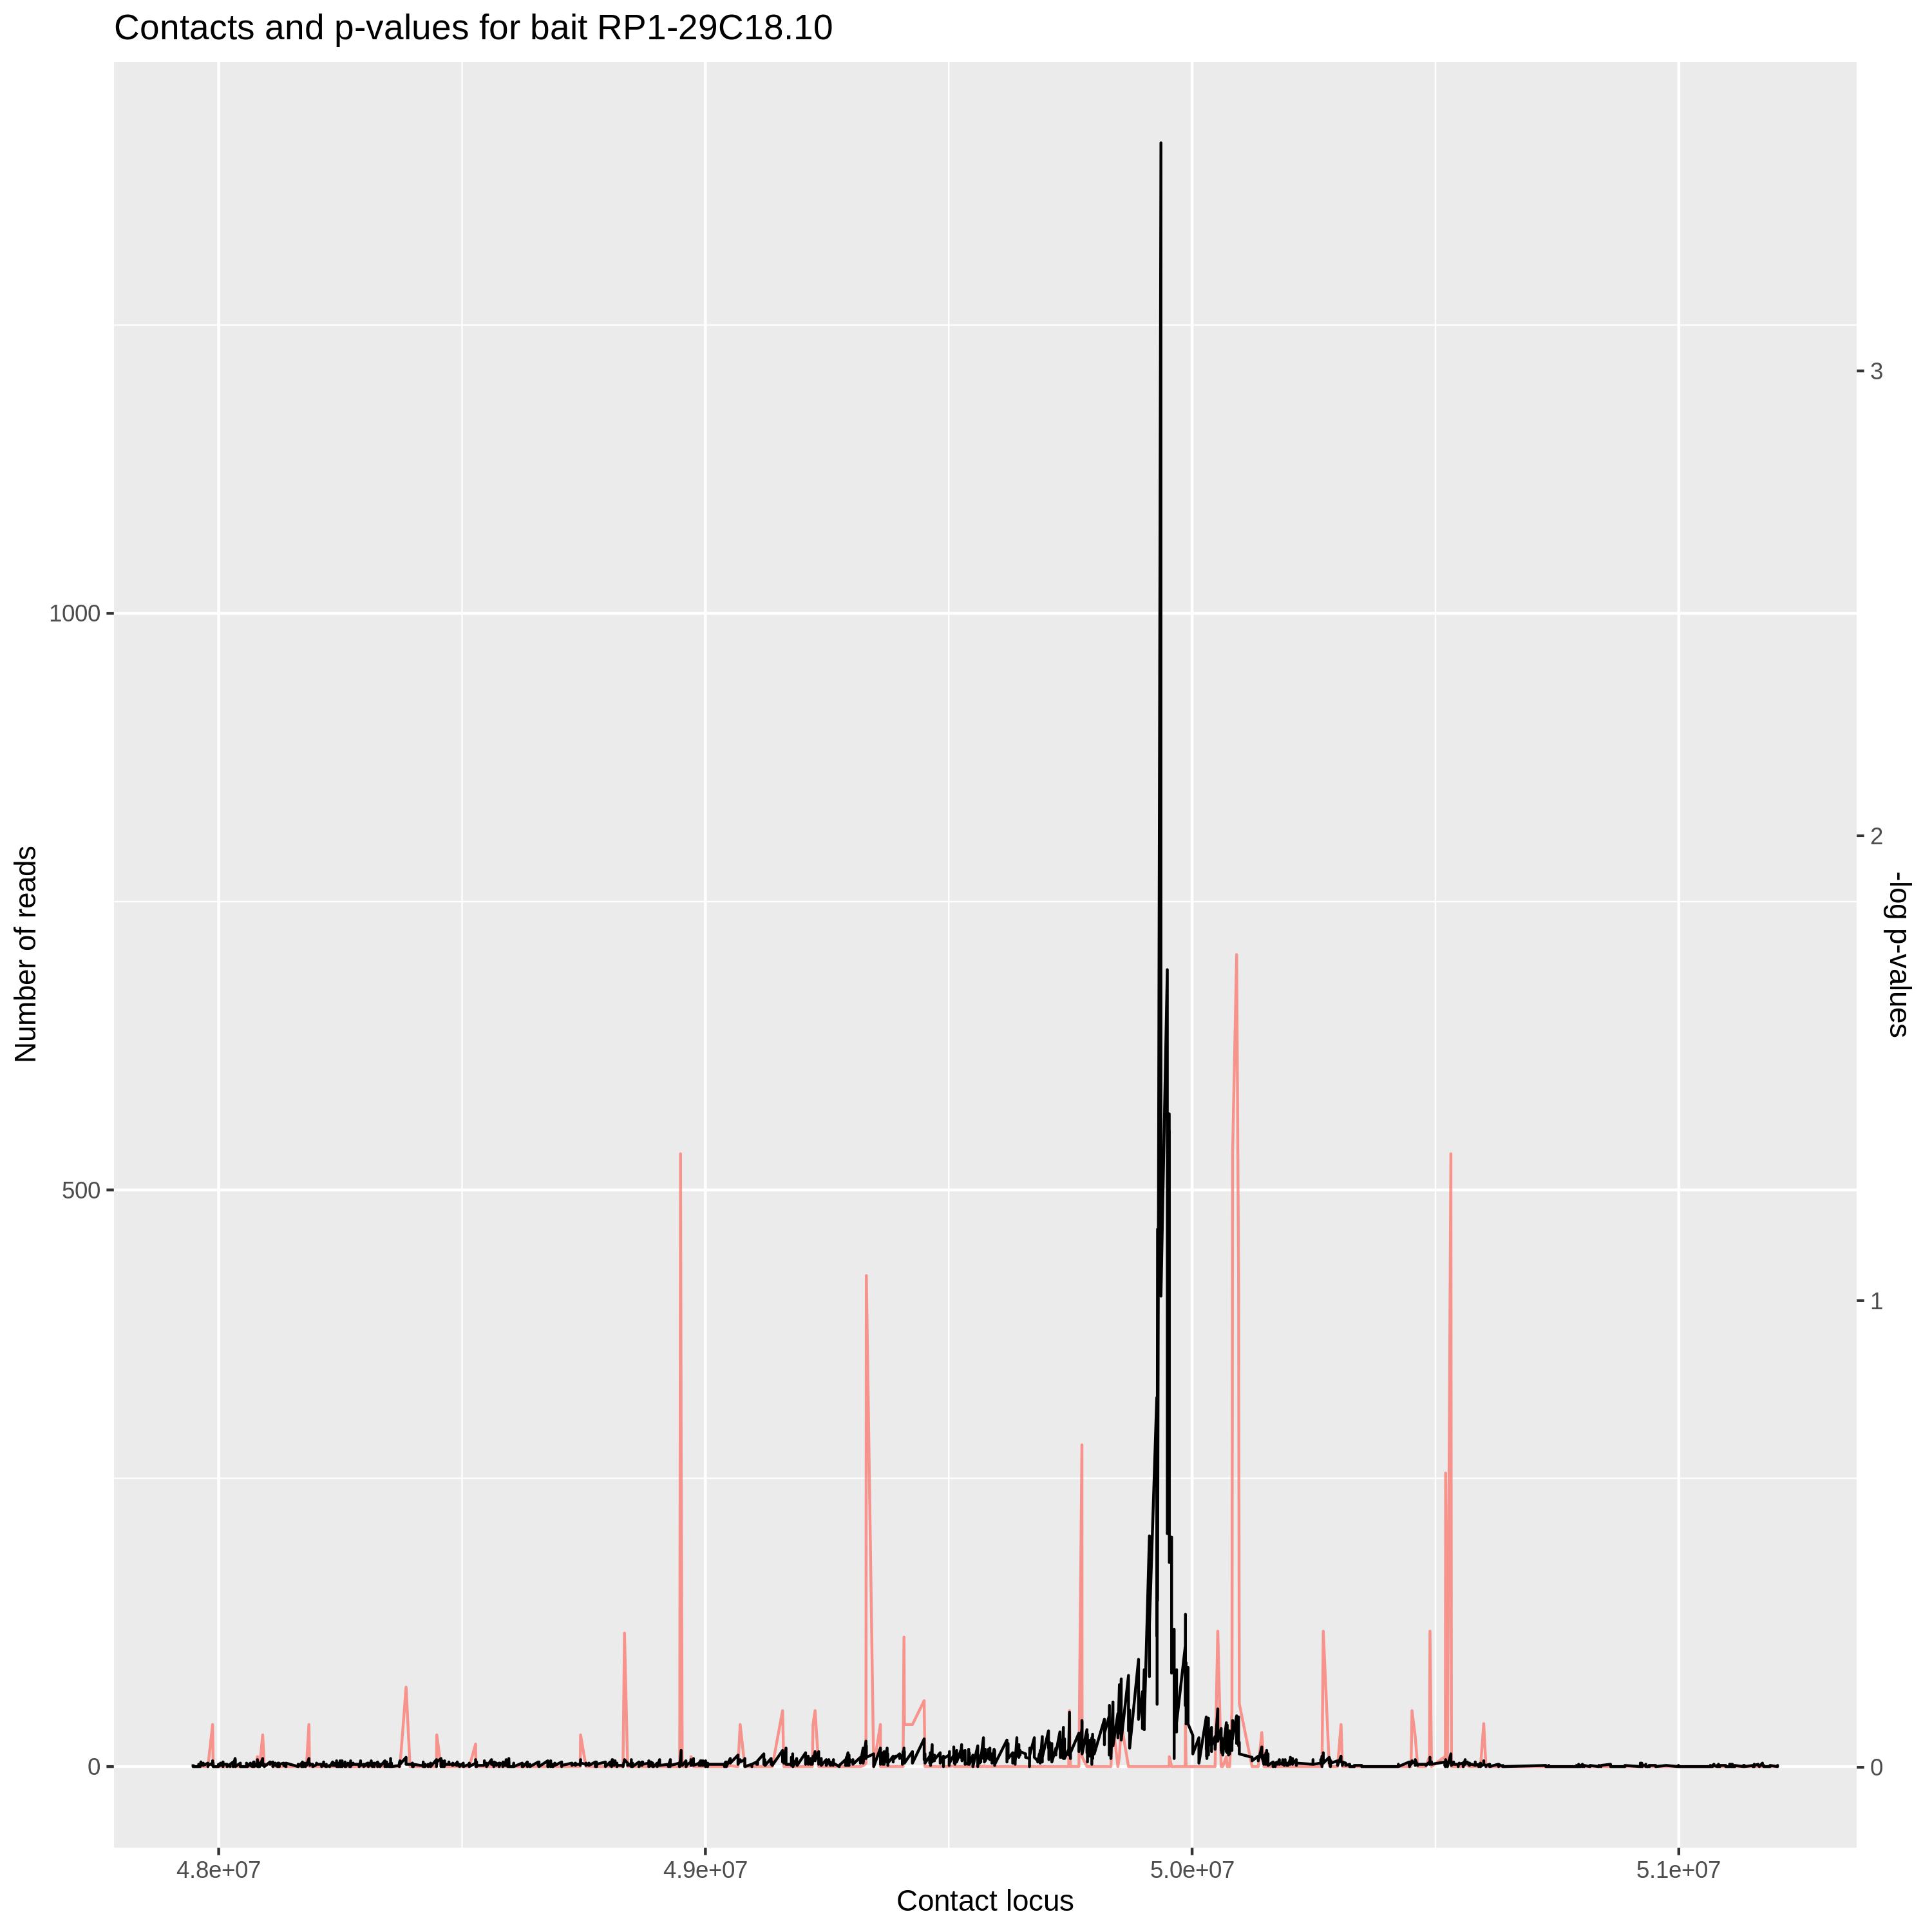 Contacts and p-values for bait RP1-29C18.10
1000
500
0
Number of reads
3
2
1
0
-log p-values
4.8e+07 4.9e+07 5.0e+07 5.1e+07
Contact locus